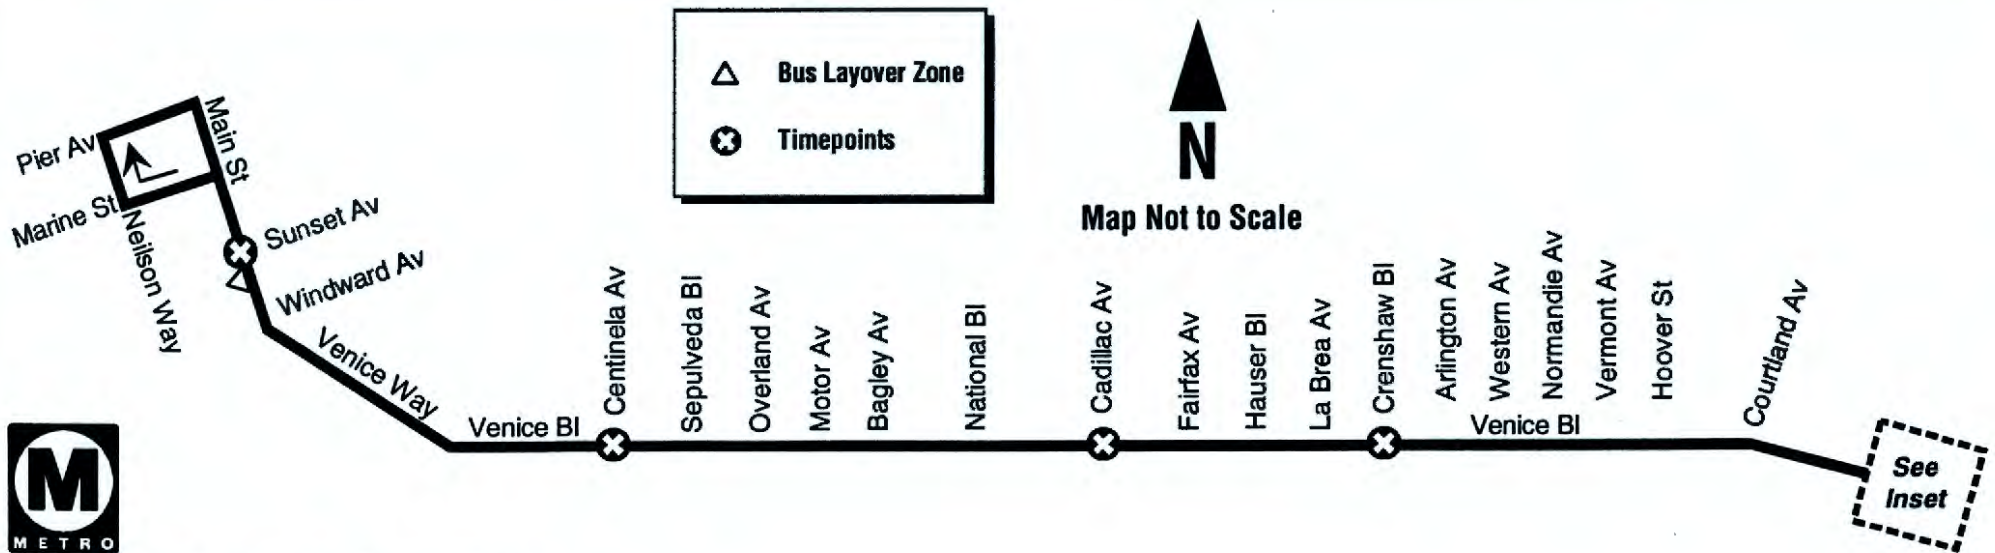 Bus Layover Zone
Timepoints
N
Map Not to Scale
Pier Av
Main St
Marine St
Neilson Way
Sunset Av
Windward Av
Venice Way
Venice Bl
Centinela Av
Sepulveda Bl
Overland Av
Motor Av
Bagley Av
National Bl
Cadillac Av
Fairfax Av
Hauser Bl
La Brea Av
Crenshaw Bl
Arlington Av
Western Av
Normandie Av
Vermont Av
Hoover St
Venice Bl
Courtland Av
See
Inset
M
METRO